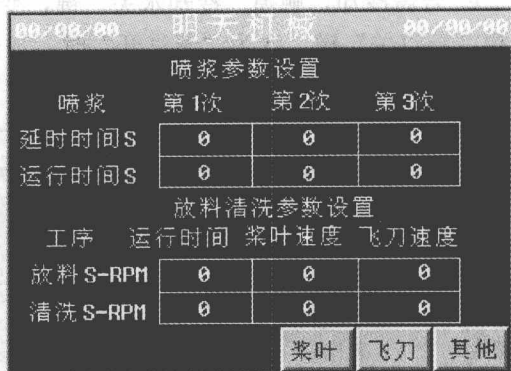 00/00/00 明天机械 00/00/00
喷浆参数设置
喷浆 第1次 第2次 第3次
延时时间S 0 0 0
运行时间S 0 0 0
放料清洗参数设置
工序 运行时间 桨叶速度 飞刀速度
放料S-RPM 0 0 0
清洗S-RPM 0 0 0
桨叶 飞刀 其他